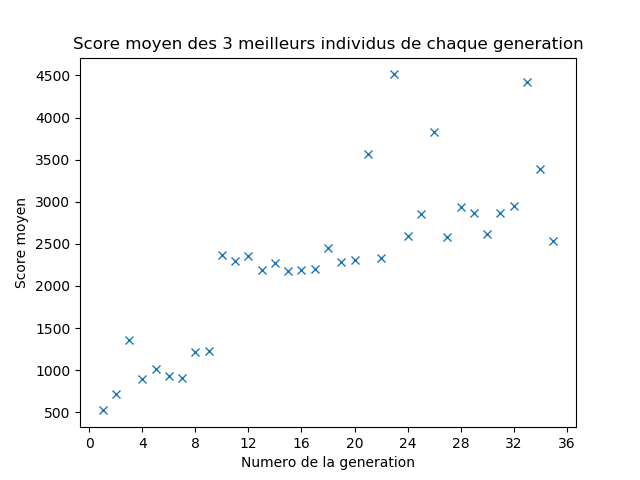 Score moyen des 3 meilleurs individus de chaque generation
4500
4000
3500
3000
2500
2000
1500
1000
500
Score moyen
0 4 8 12 16 20 24 28 32 36
Numero de la generation